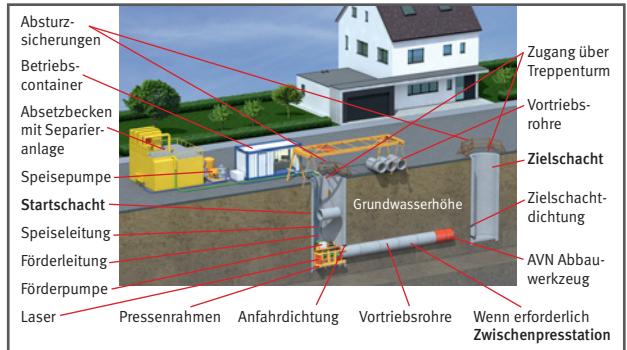 Absturz-
sicherungen
Betriebs-
container
Absetzbecken
mit Separier-
anlage
Speisepumpe
Startschacht
Speiseleitung
Förderleitung
Förderpumpe
Laser
Pressenrahmen
Anfahrdichtung
Vortriebsrohre
Wenn erforderlich
Zwischenpresstation
Grundwasserhöhe
Zugang über
Treppenturm
Vortriebs-
rohre
Zielschacht
Zielschacht-
dichtung
AVN Abbau-
werkzeug